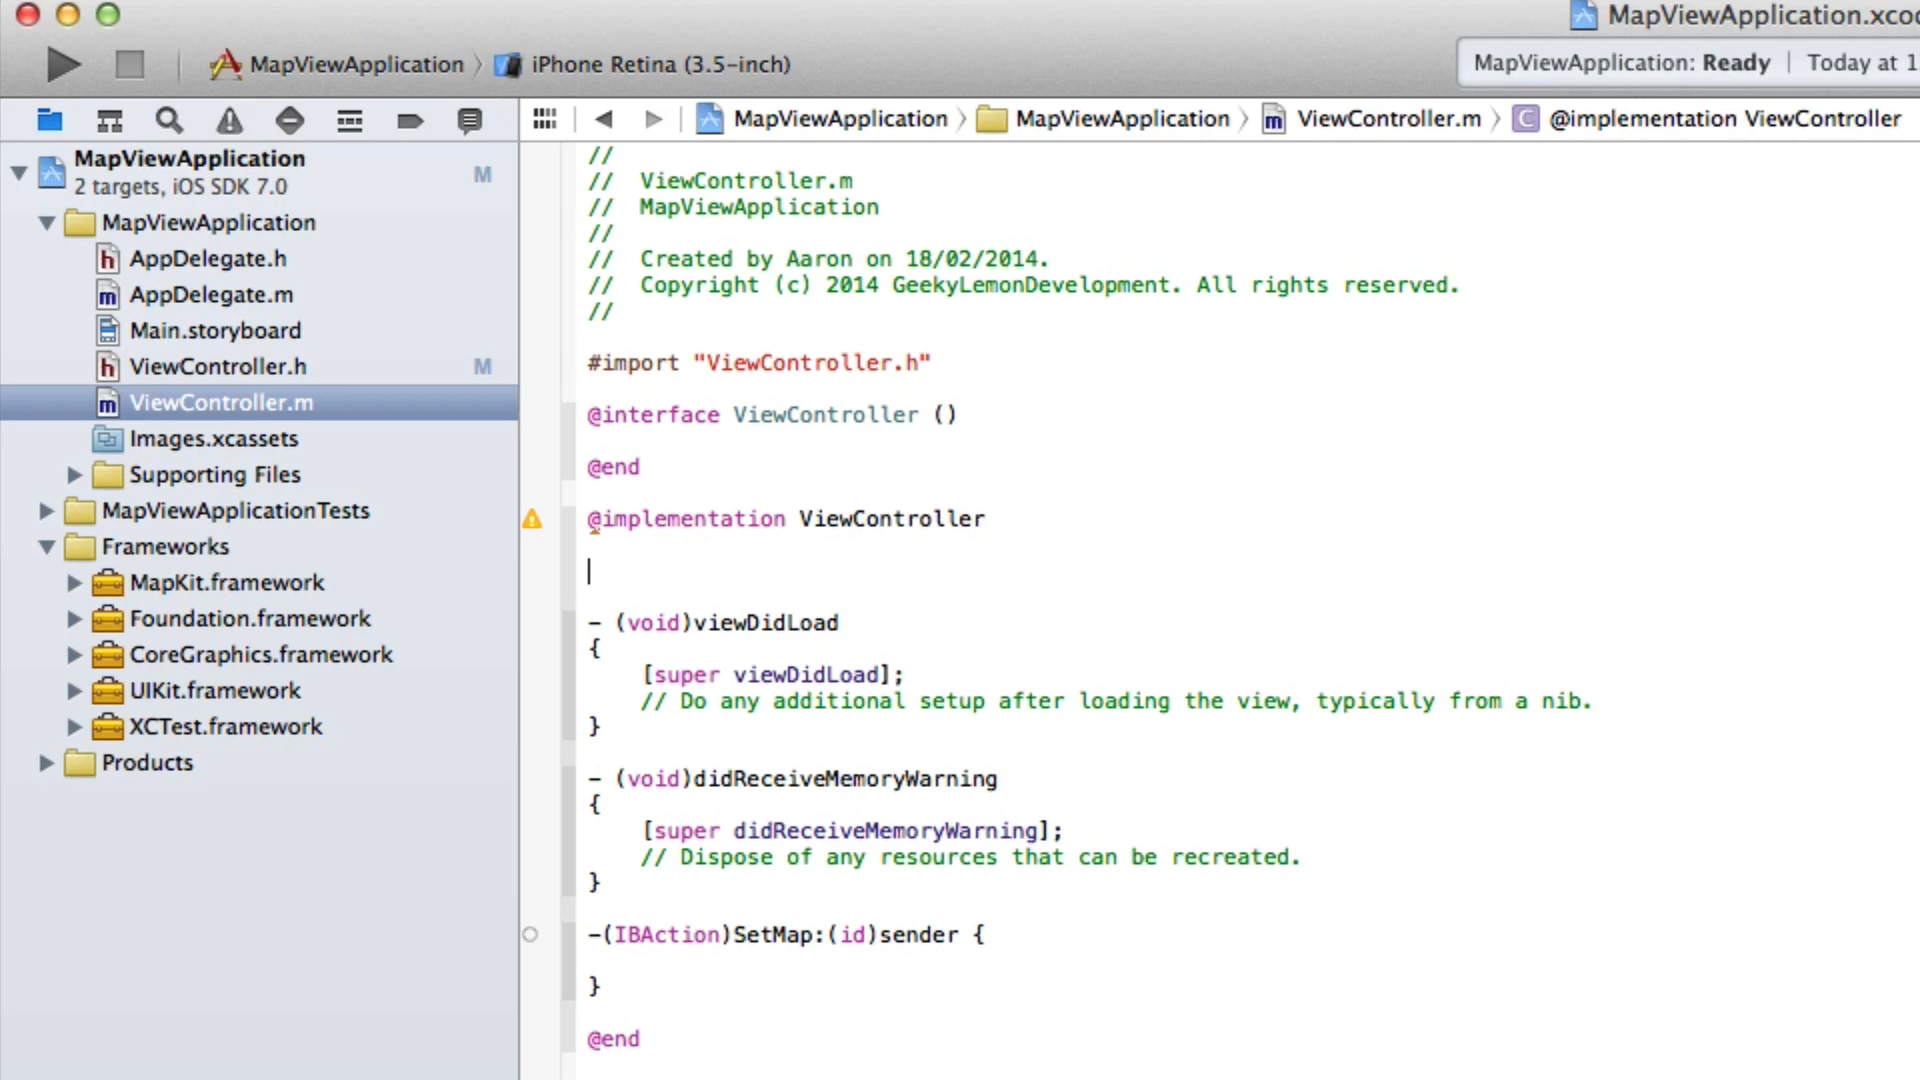 MapViewApplication.xco
MapViewApplication
iPhone Retina (3.5-inch)
MapViewApplication: Ready
Today at 1
MapViewApplication
MapViewApplication
ViewController.m
@implementation ViewController
MapViewApplication
2 targets, iOS SDK 7.0
M
MapViewApplication
AppDelegate.h
AppDelegate.m
Main.storyboard
ViewController.h
M
ViewController.m
Images.xcassets
Supporting Files
MapViewApplicationTests
Frameworks
MapKit.framework
Foundation.framework
CoreGraphics.framework
UIKit.framework
XCTest.framework
Products
//
// ViewController.m
// MapViewApplication
//
// Created by Aaron on 18/02/2014.
// Copyright (c) 2014 GeekyLemonDevelopment. All rights reserved.
//
#import "ViewController.h"
@interface ViewController ()
@end
@implementation ViewController
- (void)viewDidLoad
{
[super viewDidLoad];
// Do any additional setup after loading the view, typically from a nib.
}
- (void)didReceiveMemoryWarning
{
[super didReceiveMemoryWarning];
// Dispose of any resources that can be recreated.
}
-(IBAction)SetMap:(id)sender {
}
@end